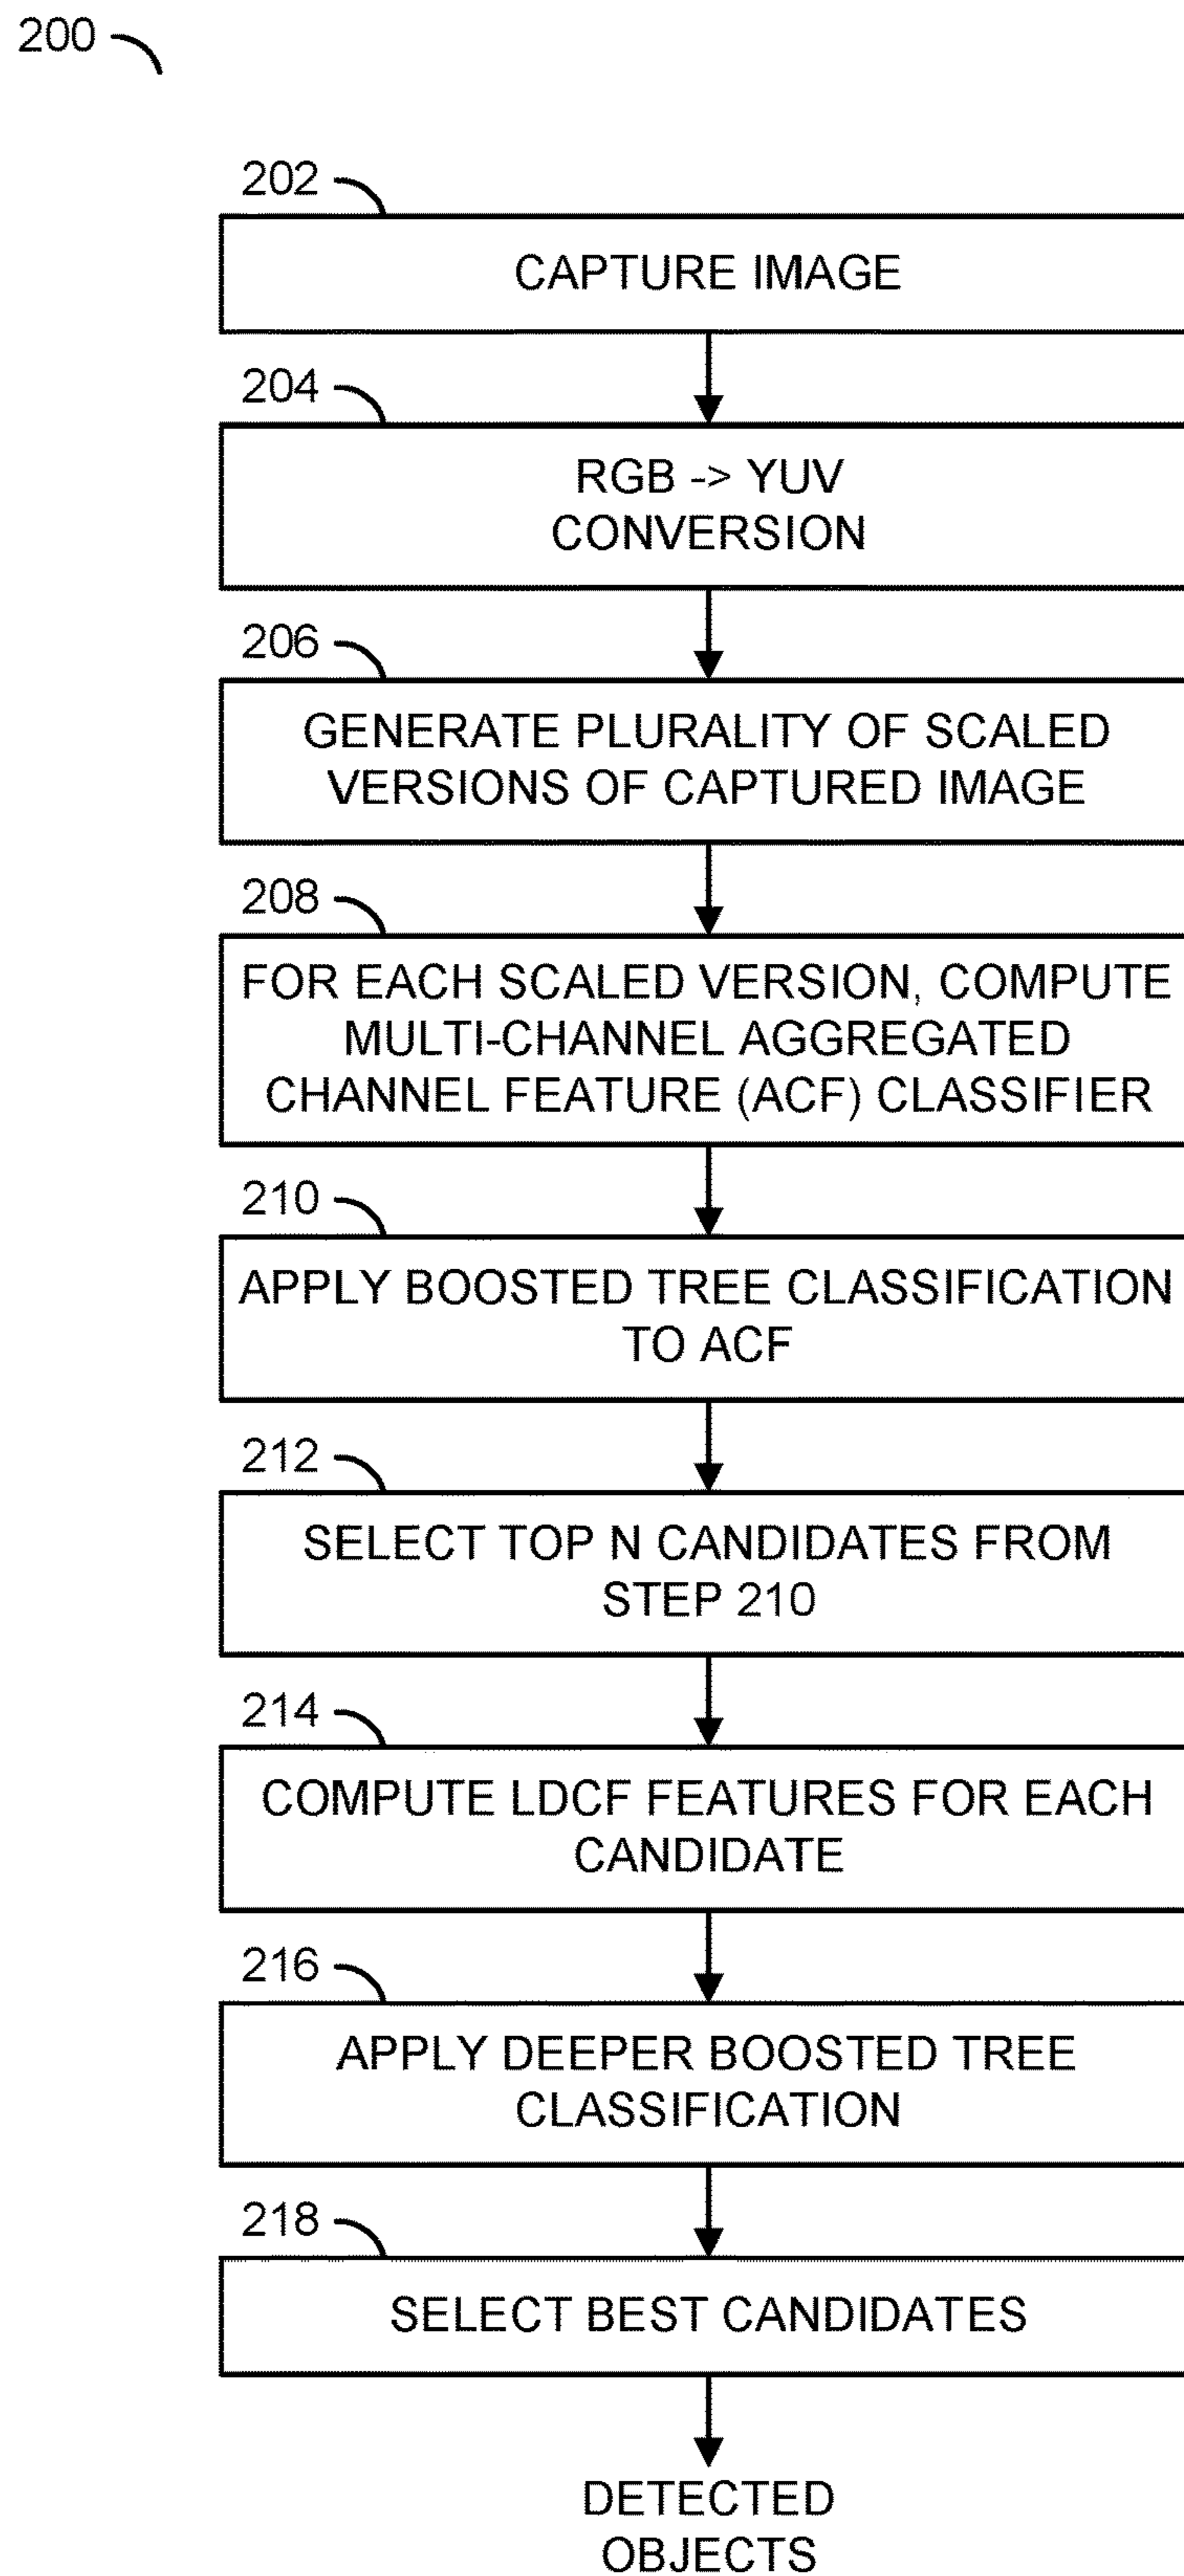 200
202
CAPTURE IMAGE
204
RGB -> YUV
CONVERSION
206
GENERATE PLURALITY OF SCALED
VERSIONS OF CAPTURED IMAGE
208
FOR EACH SCALED VERSION, COMPUTE
MULTI-CHANNEL AGGREGATED
CHANNEL FEATURE (ACF) CLASSIFIER
210
APPLY BOOSTED TREE CLASSIFICATION
TO ACF
212
SELECT TOP N CANDIDATES FROM
STEP 210
214
COMPUTE LDCF FEATURES FOR EACH
CANDIDATE
216
APPLY DEEPER BOOSTED TREE
CLASSIFICATION
218
SELECT BEST CANDIDATES
DETECTED
OBJECTS